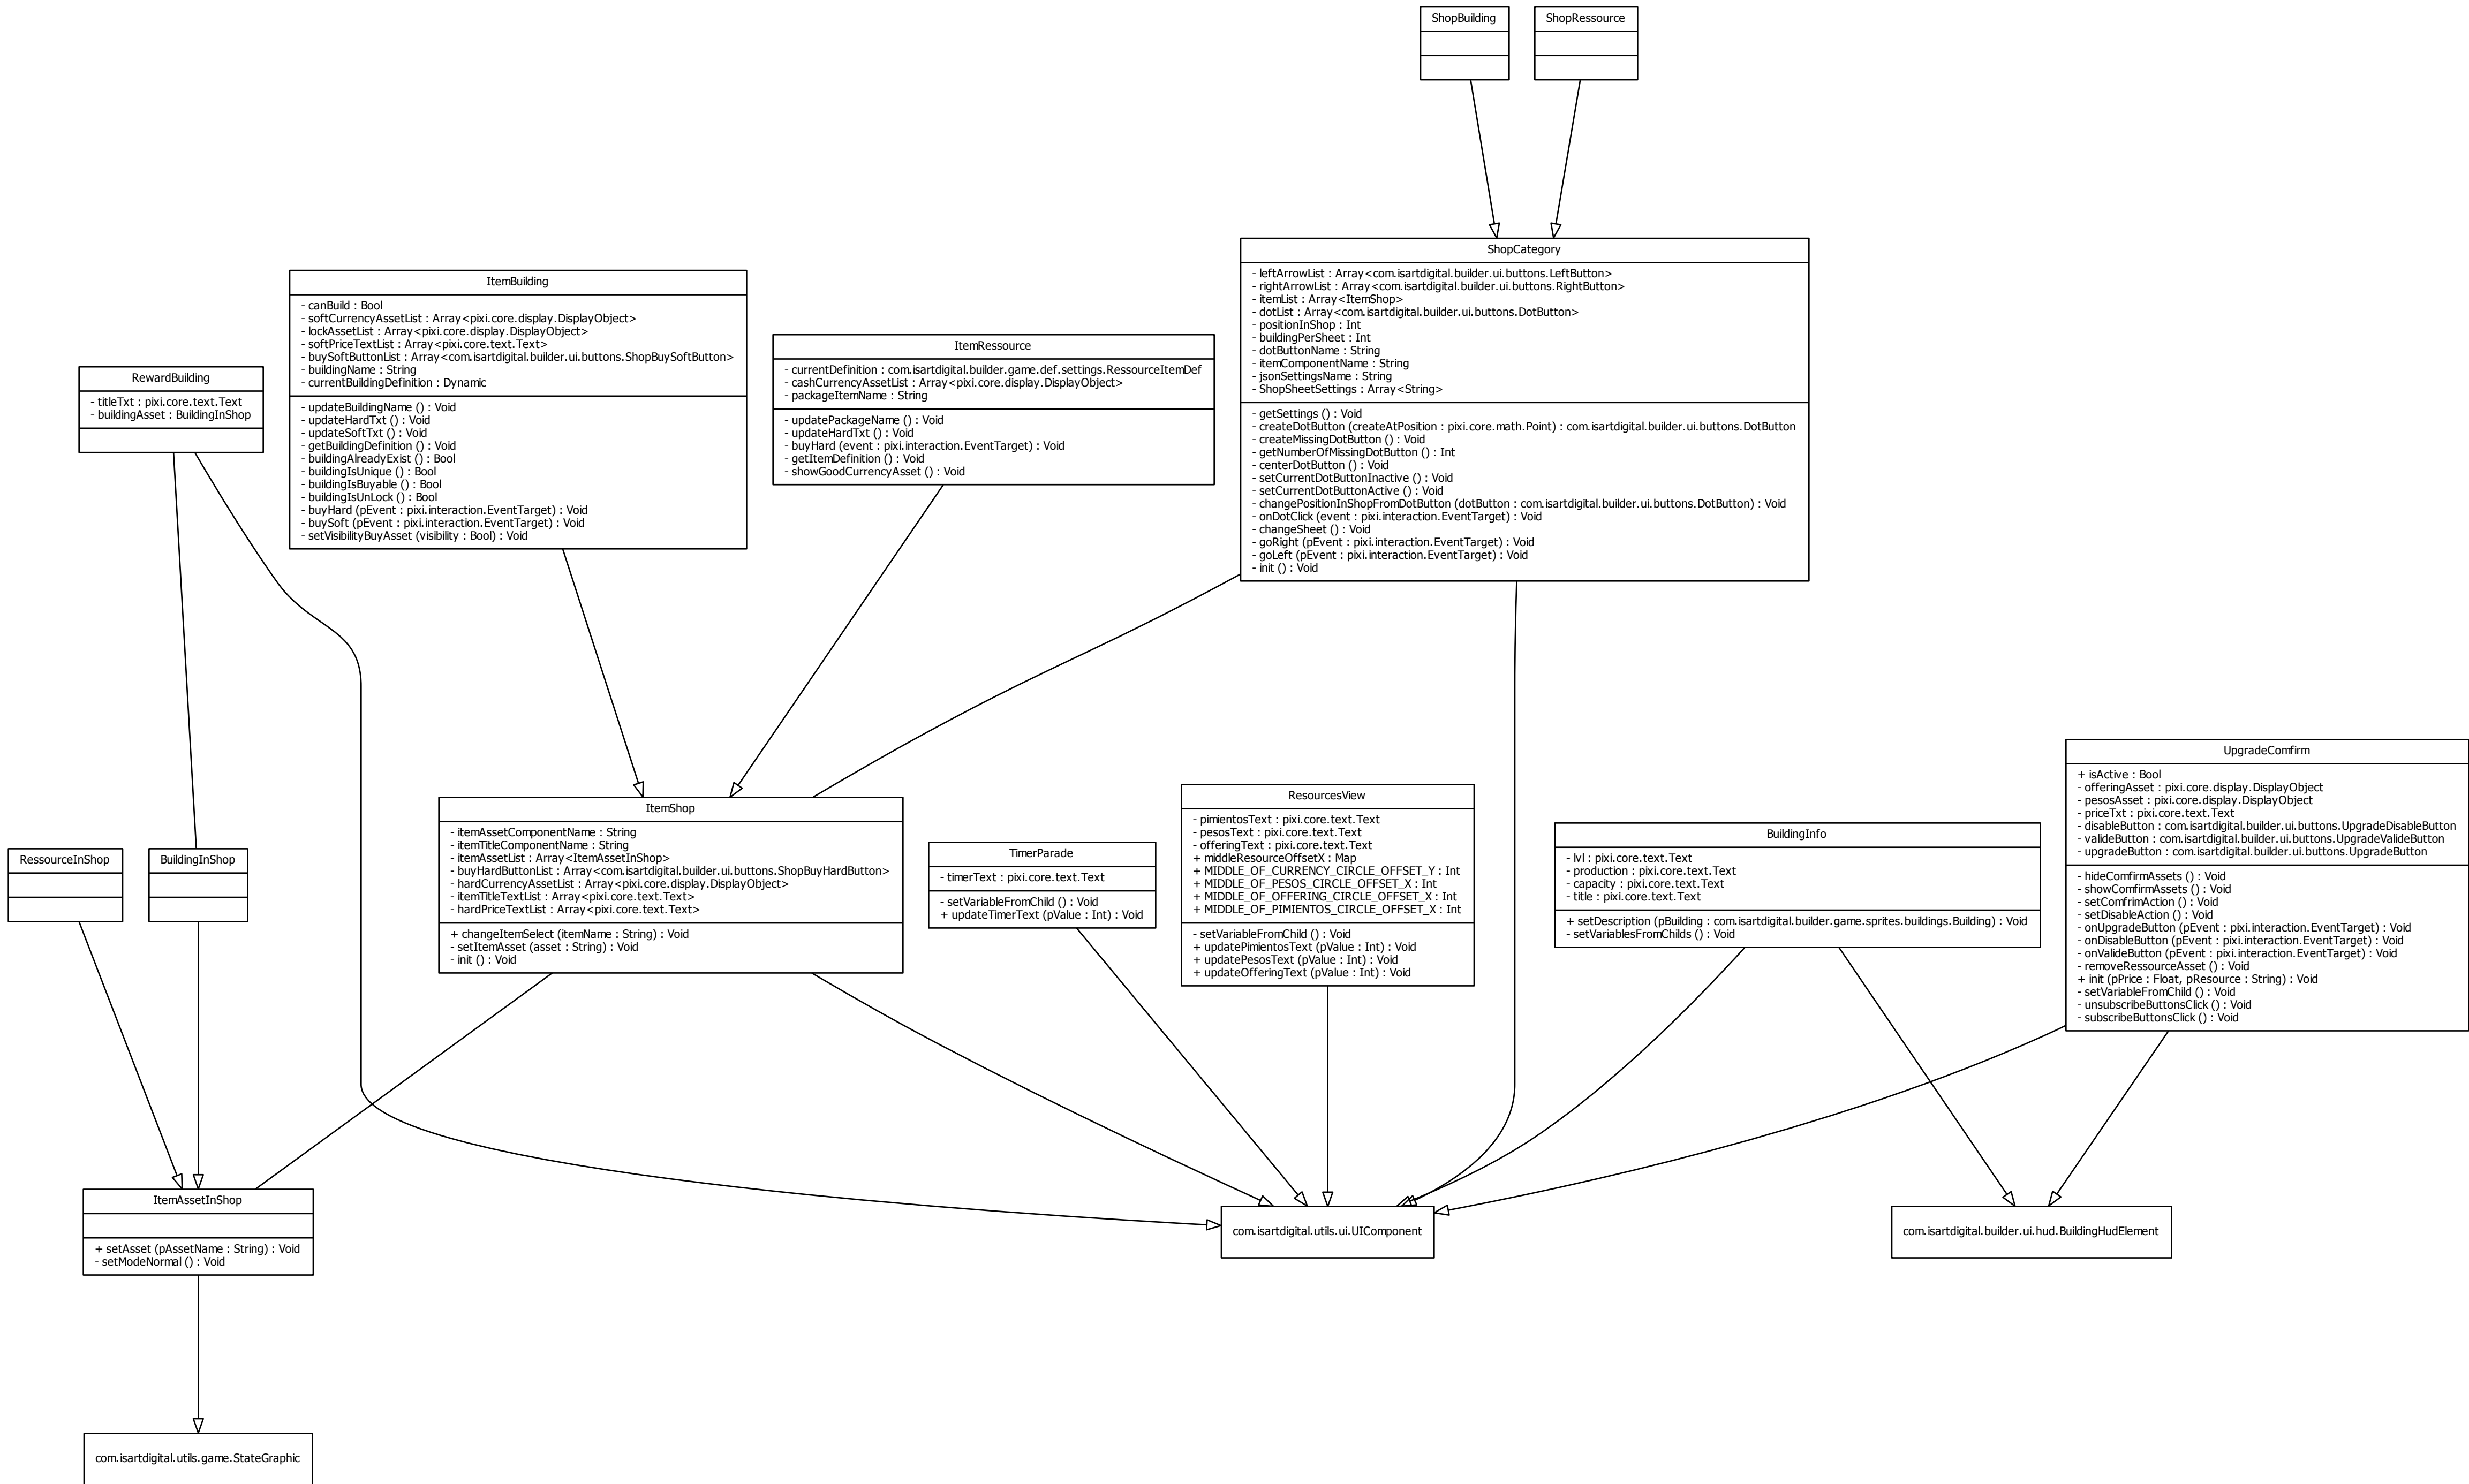 ShopBuilding
ShopRessource
ShopCategory
- leftArrowList : Array<com.isartdigital.builder.ui.buttons.LeftButton>
- rightArrowList : Array<com.isartdigital.builder.ui.buttons.RightButton>
- itemList : Array<ItemShop>
- dotList : Array<com.isartdigital.builder.ui.buttons.DotButton>
- positionInShop : Int
- buildingPerSheet : Int
- dotButtonName : String
- itemComponentName : String
- jsonSettingsName : String
- ShopSheetSettings : Array<String>
- getSettings () : Void
- createDotButton (createAtPosition : pixi.core.math.Point) : com.isartdigital.builder.ui.buttons.DotButton
- createMissingDotButton () : Void
- getNumberOfMissingDotButton () : Int
- centerDotButton () : Void
- setCurrentDotButtonInactive () : Void
- setCurrentDotButtonActive () : Void
- changePositionInShopFromDotButton (dotButton : com.isartdigital.builder.ui.buttons.DotButton) : Void
- onDotClick (event : pixi.interaction.EventTarget) : Void
- changeSheet () : Void
- goRight (pEvent : pixi.interaction.EventTarget) : Void
- goLeft (pEvent : pixi.interaction.EventTarget) : Void
- init () : Void
ItemBuilding
- canBuild : Bool
- softCurrencyAssetList : Array<pixi.core.display.DisplayObject>
- lockAssetList : Array<pixi.core.display.DisplayObject>
- softPriceTextList : Array<pixi.core.text.Text>
- buySoftButtonList : Array<com.isartdigital.builder.ui.buttons.ShopBuySoftButton>
- buildingName : String
- currentBuildingDefinition : Dynamic
- updateBuildingName () : Void
- updateHardTxt () : Void
- updateSoftTxt () : Void
- getBuildingDefinition () : Void
- buildingAlreadyExist () : Bool
- buildingIsUnique () : Bool
- buildingIsBuyable () : Bool
- buildingIsUnLock () : Bool
- buyHard (pEvent : pixi.interaction.EventTarget) : Void
- buySoft (pEvent : pixi.interaction.EventTarget) : Void
- setVisibilityBuyAsset (visibility : Bool) : Void
ItemRessource
- currentDefinition : com.isartdigital.builder.game.def.settings.RessourceItemDef
- cashCurrencyAssetList : Array<pixi.core.display.DisplayObject>
- packageItemName : String
- updatePackageName () : Void
- updateHardTxt () : Void
- buyHard (event : pixi.interaction.EventTarget) : Void
- getItemDefinition () : Void
- showGoodCurrencyAsset () : Void
RewardBuilding
- titleTxt : pixi.core.text.Text
- buildingAsset : BuildingInShop
UpgradeComfirm
+ isActive : Bool
- offeringAsset : pixi.core.display.DisplayObject
- pesosAsset : pixi.core.display.DisplayObject
- priceTxt : pixi.core.text.Text
- disableButton : com.isartdigital.builder.ui.buttons.UpgradeDisableButton
- valideButton : com.isartdigital.builder.ui.buttons.UpgradeValideButton
- upgradeButton : com.isartdigital.builder.ui.buttons.UpgradeButton
- hideComfirmAssets () : Void
- showComfirmAssets () : Void
- setComfrimAction () : Void
- setDisableAction () : Void
- onUpgradeButton (pEvent : pixi.interaction.EventTarget) : Void
- onDisableButton (pEvent : pixi.interaction.EventTarget) : Void
- onValideButton (pEvent : pixi.interaction.EventTarget) : Void
- removeRessourceAsset () : Void
+ init (pPrice : Float, pResource : String) : Void
- setVariableFromChild () : Void
- unsubscribeButtonsClick () : Void
- subscribeButtonsClick () : Void
ItemShop
- itemAssetComponentName : String
- itemTitleComponentName : String
- itemAssetList : Array<ItemAssetInShop>
- buyHardButtonList : Array<com.isartdigital.builder.ui.buttons.ShopBuyHardButton>
- hardCurrencyAssetList : Array<pixi.core.display.DisplayObject>
- itemTitleTextList : Array<pixi.core.text.Text>
- hardPriceTextList : Array<pixi.core.text.Text>
+ changeItemSelect (itemName : String) : Void
- setItemAsset (asset : String) : Void
- init () : Void
ResourcesView
- pimientosText : pixi.core.text.Text
- pesosText : pixi.core.text.Text
- offeringText : pixi.core.text.Text
+ middleResourceOffsetX : Map
+ MIDDLE_OF_CURRENCY_CIRCLE_OFFSET_Y : Int
+ MIDDLE_OF_PESOS_CIRCLE_OFFSET_X : Int
+ MIDDLE_OF_OFFERING_CIRCLE_OFFSET_X : Int
+ MIDDLE_OF_PIMIENTOS_CIRCLE_OFFSET_X : Int
- setVariableFromChild () : Void
+ updatePimientosText (pValue : Int) : Void
+ updatePesosText (pValue : Int) : Void
+ updateOfferingText (pValue : Int) : Void
BuildingInfo
- lvl : pixi.core.text.Text
- production : pixi.core.text.Text
- capacity : pixi.core.text.Text
- title : pixi.core.text.Text
+ setDescription (pBuilding : com.isartdigital.builder.game.sprites.buildings.Building) : Void
- setVariablesFromChilds () : Void
TimerParade
- timerText : pixi.core.text.Text
- setVariableFromChild () : Void
+ updateTimerText (pValue : Int) : Void
RessourceInShop
BuildingInShop
ItemAssetInShop
+ setAsset (pAssetName : String) : Void
- setModeNormal () : Void
com.isartdigital.utils.ui.UIComponent
com.isartdigital.builder.ui.hud.BuildingHudElement
com.isartdigital.utils.game.StateGraphic